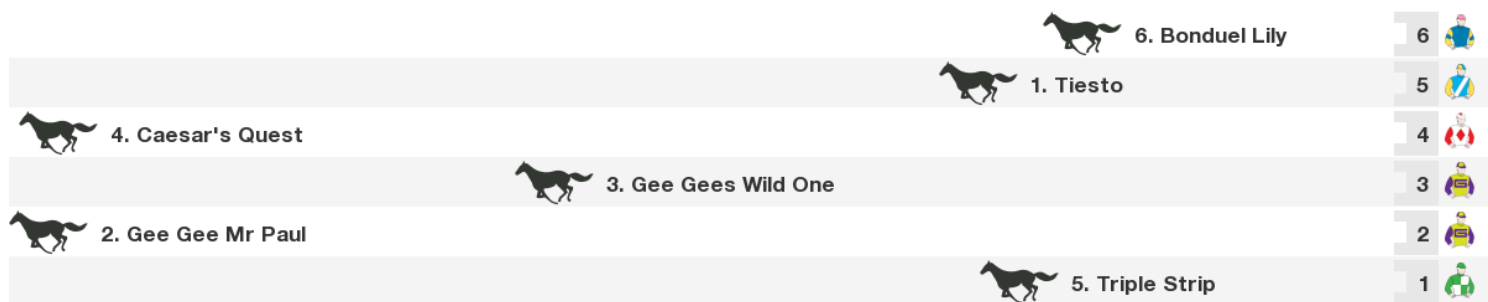 6. Bonduel Lily 6
1. Tiesto 5
4. Caesar's Quest 4
3. Gee Gees Wild One 3
2. Gee Gee Mr Paul 2
5. Triple Strip 1